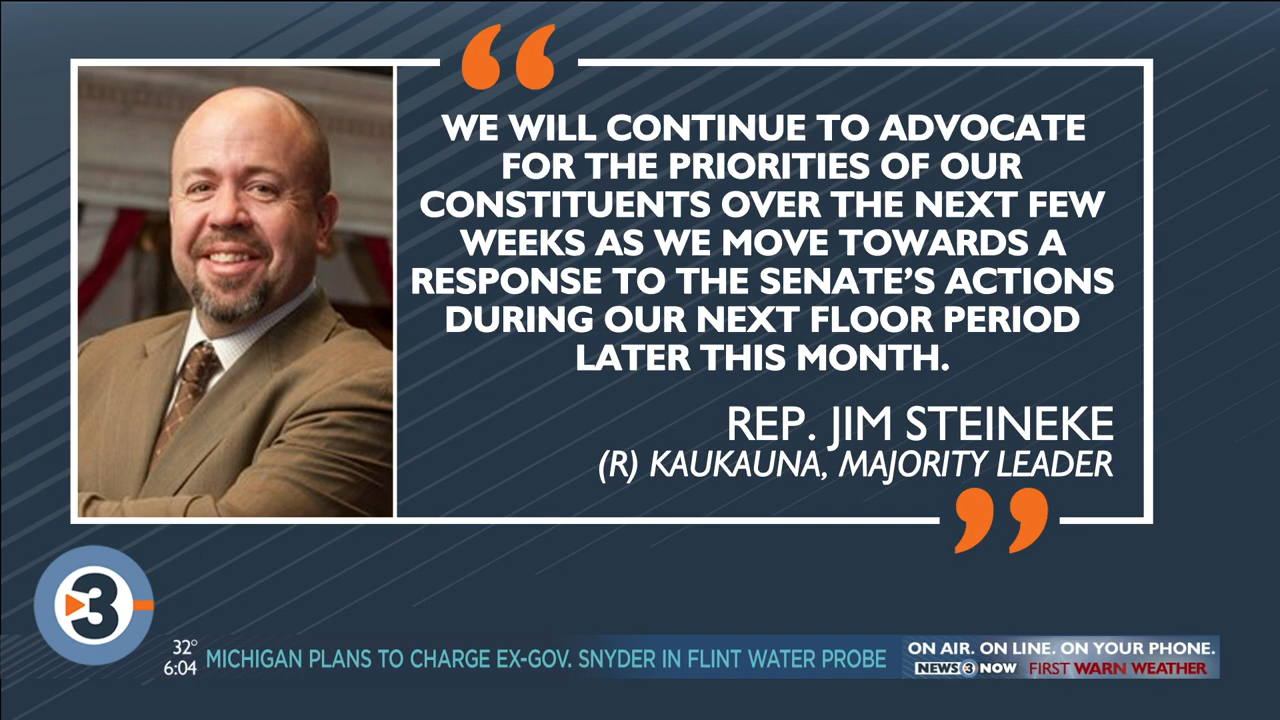 WE WILL CONTINUE TO ADVOCATE
FOR THE PRIORITIES OF OUR
CONSTITUENTS OVER THE NEXT FEW
WEEKS AS WE MOVE TOWARDS A
RESPONSE TO THE SENATE’S ACTIONS
DURING OUR NEXT FLOOR PERIOD
LATER THIS MONTH.
REP. JIM STEINEKE
(R) KAUKAUNA, MAJORITY LEADER
3
32°
6:04
MICHIGAN PLANS TO CHARGE EX-GOV. SNYDER IN FLINT WATER PROBE
ON AIR. ON LINE. ON YOUR PHONE.
NEWS 3 NOW FIRST WARN WEATHER